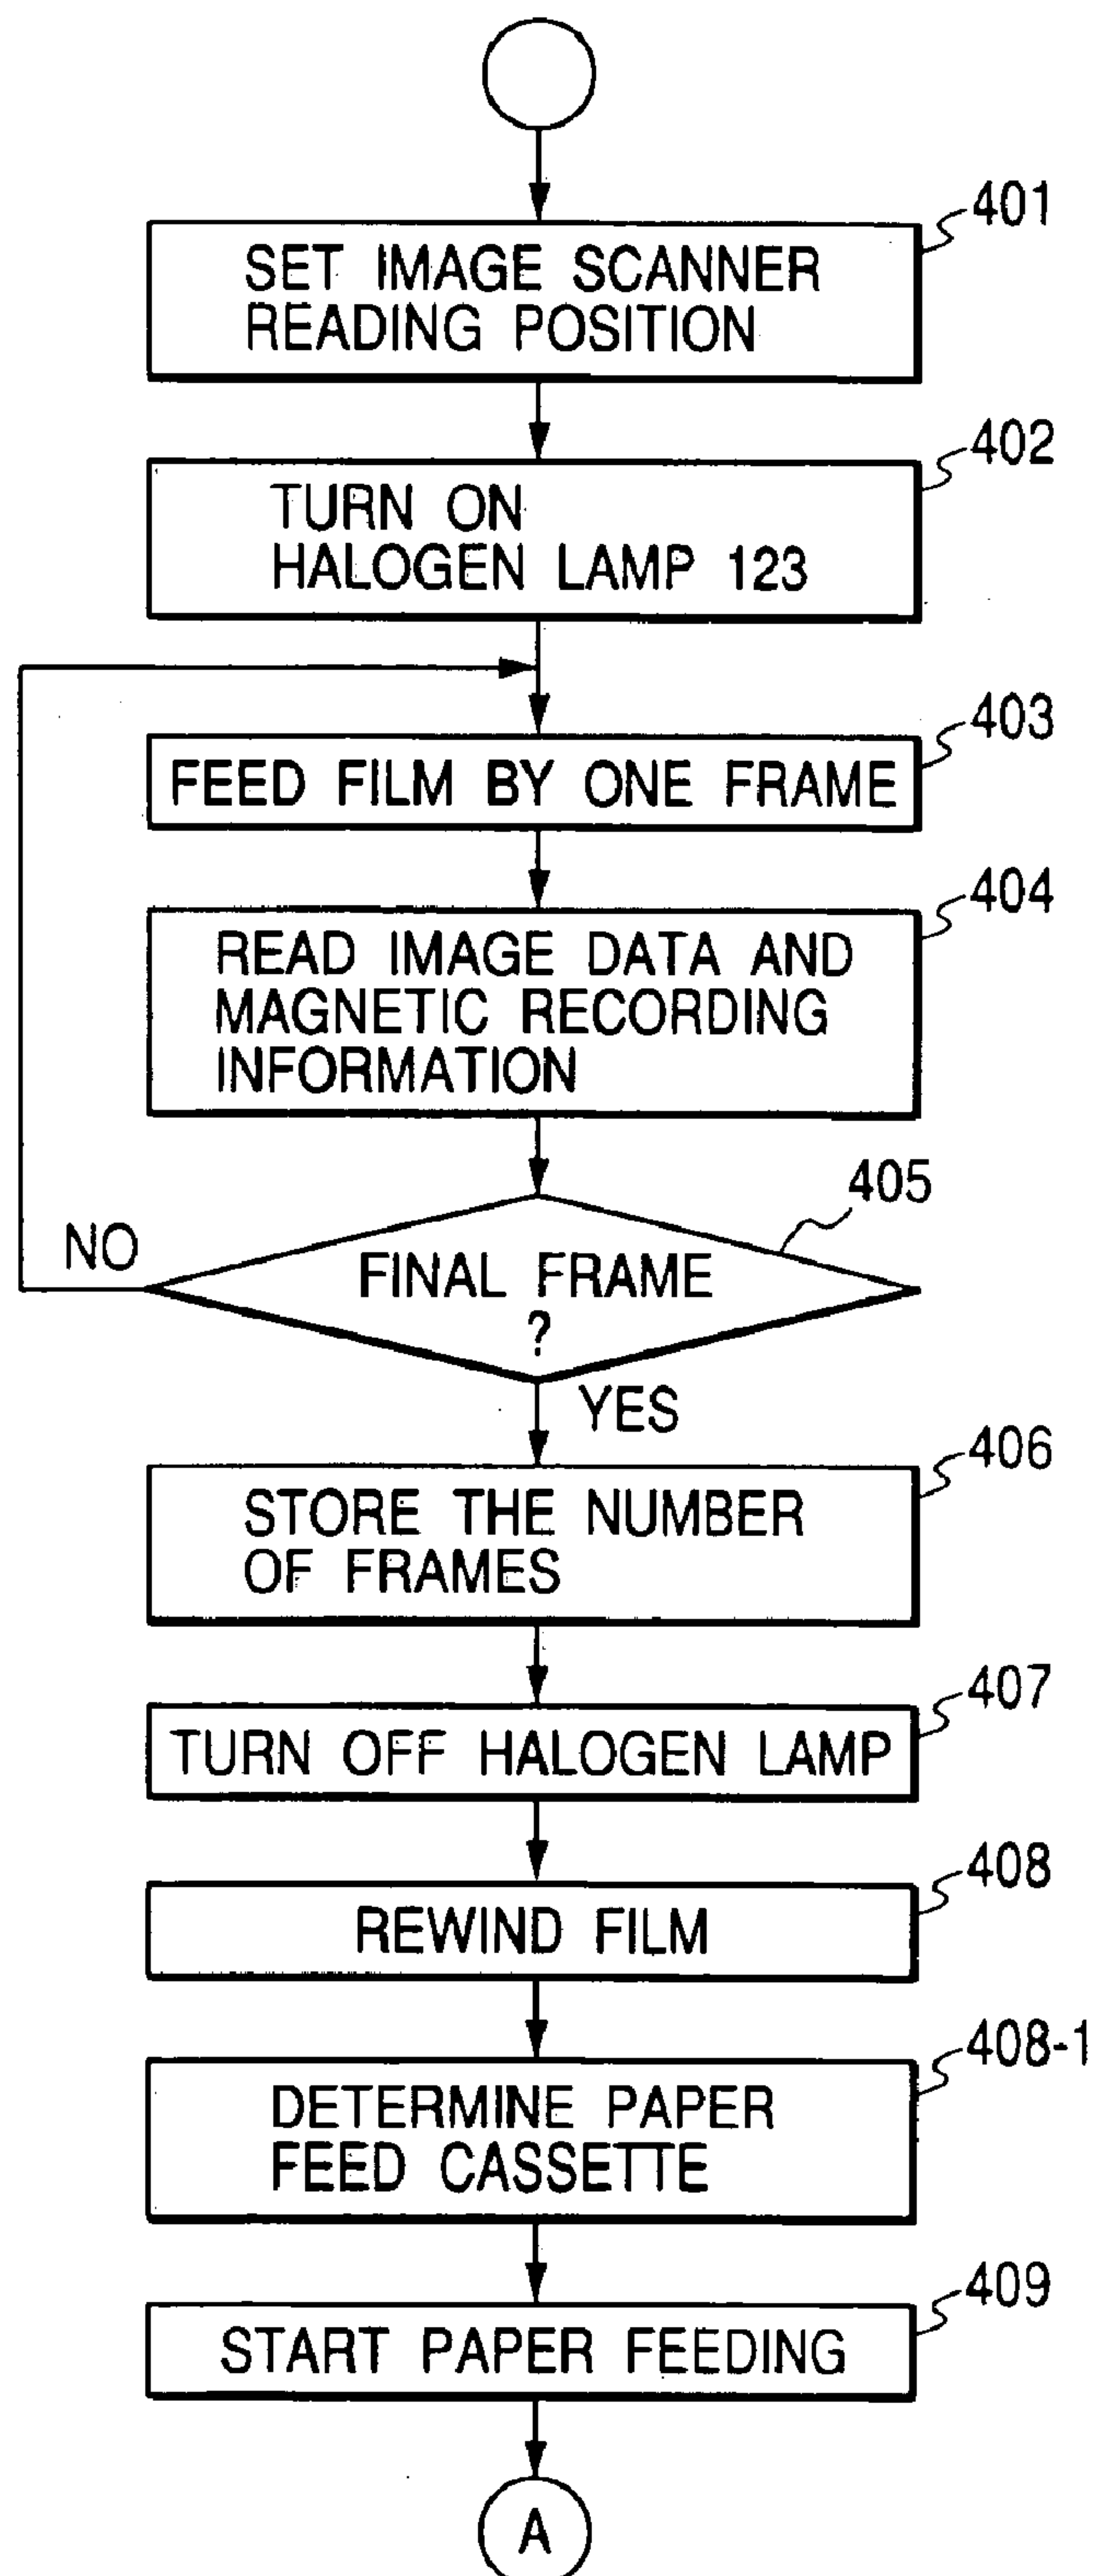 401
SET IMAGE SCANNER
READING POSITION
402
TURN ON
HALOGEN LAMP 123
403
FEED FILM BY ONE FRAME
404
READ IMAGE DATA AND
MAGNETIC RECORDING
INFORMATION
405
NO
FINAL FRAME
?
YES
406
STORE THE NUMBER
OF FRAMES
407
TURN OFF HALOGEN LAMP
408
REWIND FILM
408-1
DETERMINE PAPER
FEED CASSETTE
409
START PAPER FEEDING
A